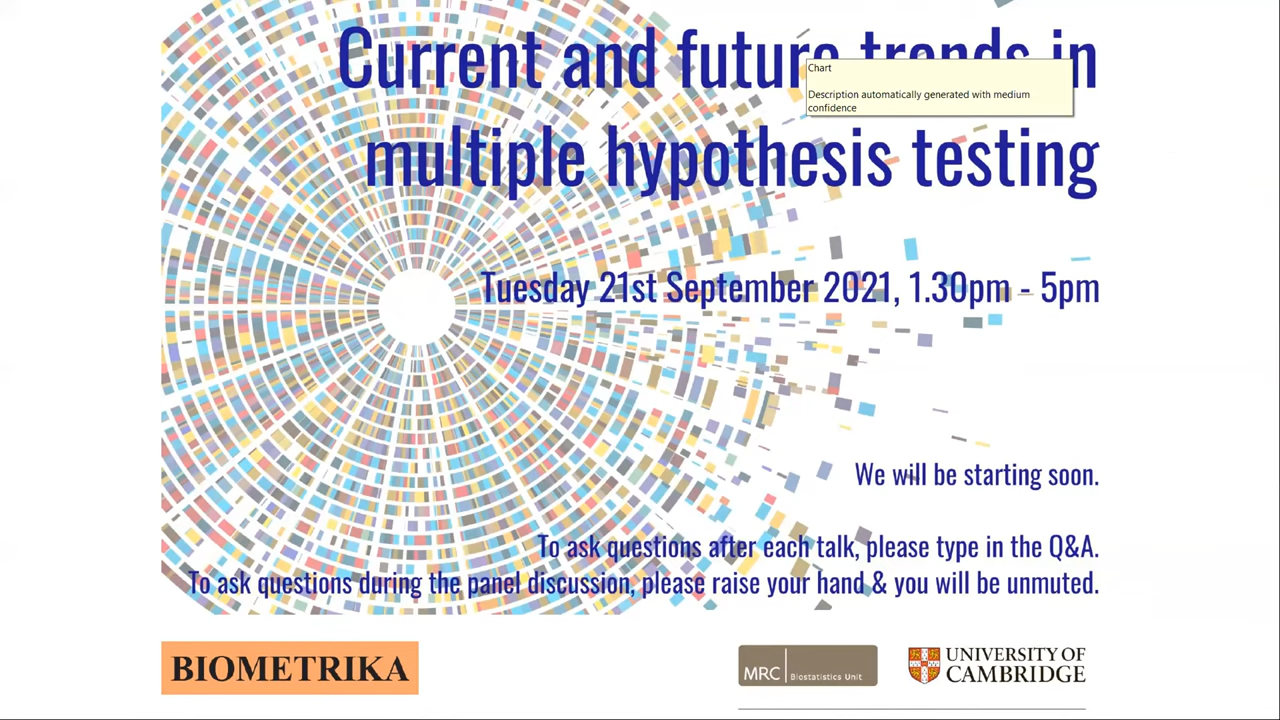 Current and future trends in
Chart
Description automatically generated with medium
confidence
multiple hypothesis testing
Tuesday 21st September 2021, 1.30pm - 5pm
We will be starting soon.
To ask questions after each talk, please type in the Q&A.
To ask questions during the panel discussion, please raise your hand & you will be unmuted.
BIOMETRIKA
MRC Biostatistics Unit
UNIVERSITY OF
CAMBRIDGE